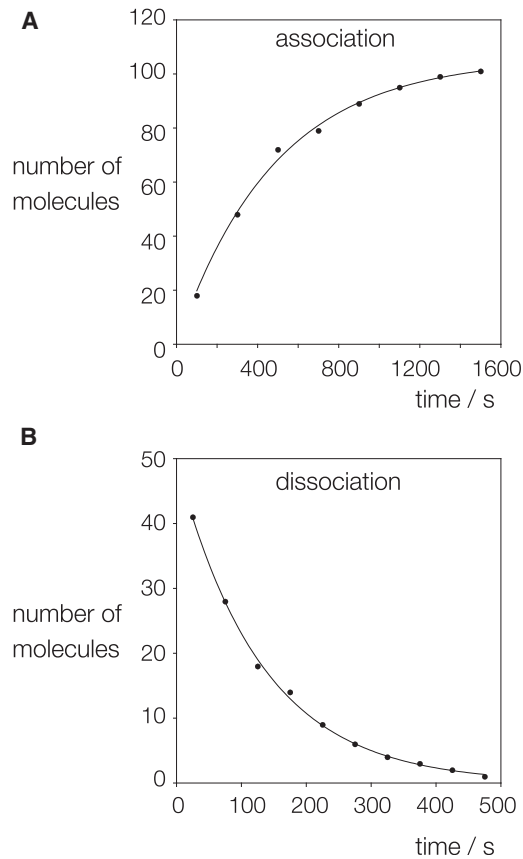 A
association
120
100
80
60
40
20
0
number of
molecules
0 400 800 1200 1600
time / s
B
dissociation
50
40
30
20
10
0
number of
molecules
0 100 200 300 400 500
time / s